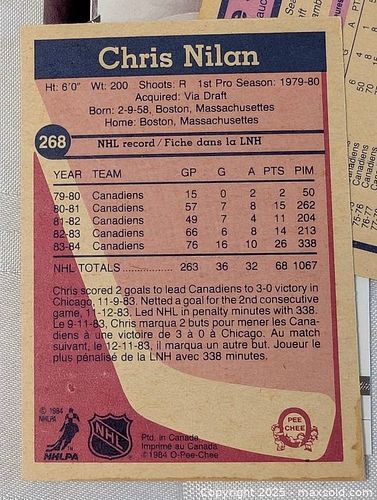 Chris Nilan
Ht: 6'0" Wt: 200 Shoots: R 1st Pro Season: 1979-80
Acquired: Via Draft
Born: 2-9-58, Boston, Massachusetts
Home: Boston, Massachusetts
268 NHL record/Fiche dans la LNH
YEAR TEAM GP G A PTS PIM
79-80 Canadiens 15 0 2 2 50
80-81 Canadiens 57 7 8 15 262
81-82 Canadiens 49 7 4 11 204
82-83 Canadiens 66 6 8 14 213
83-84 Canadiens 76 16 10 26 338
NHL TOTALS 263 36 32 68 1067
Chris scored 2 goals to lead Canadiens to 3-0 victory in
Chicago, 11-9-83. Netted a goal for the 2nd consecutive
game, 11-12-83. Led NHL in penalty minutes with 338.
Le 9-11-83, Chris marqua 2 buts pour mener les Cana-
diens à une victoire de 3 à 0 à Chicago. Au match
suivant, le 12-11-83, il marqua un autre but. Joueur le
plus pénalisé de la LNH avec 338 minutes.
© 1984
NHLPA
NHLPA
NHL
Ptd. in Canada
Imprimé au Canada
©1984 O-Pee-Chee
PEE
CHEE
Canadiens
Canadiens
Canadiens
75-76
76-77